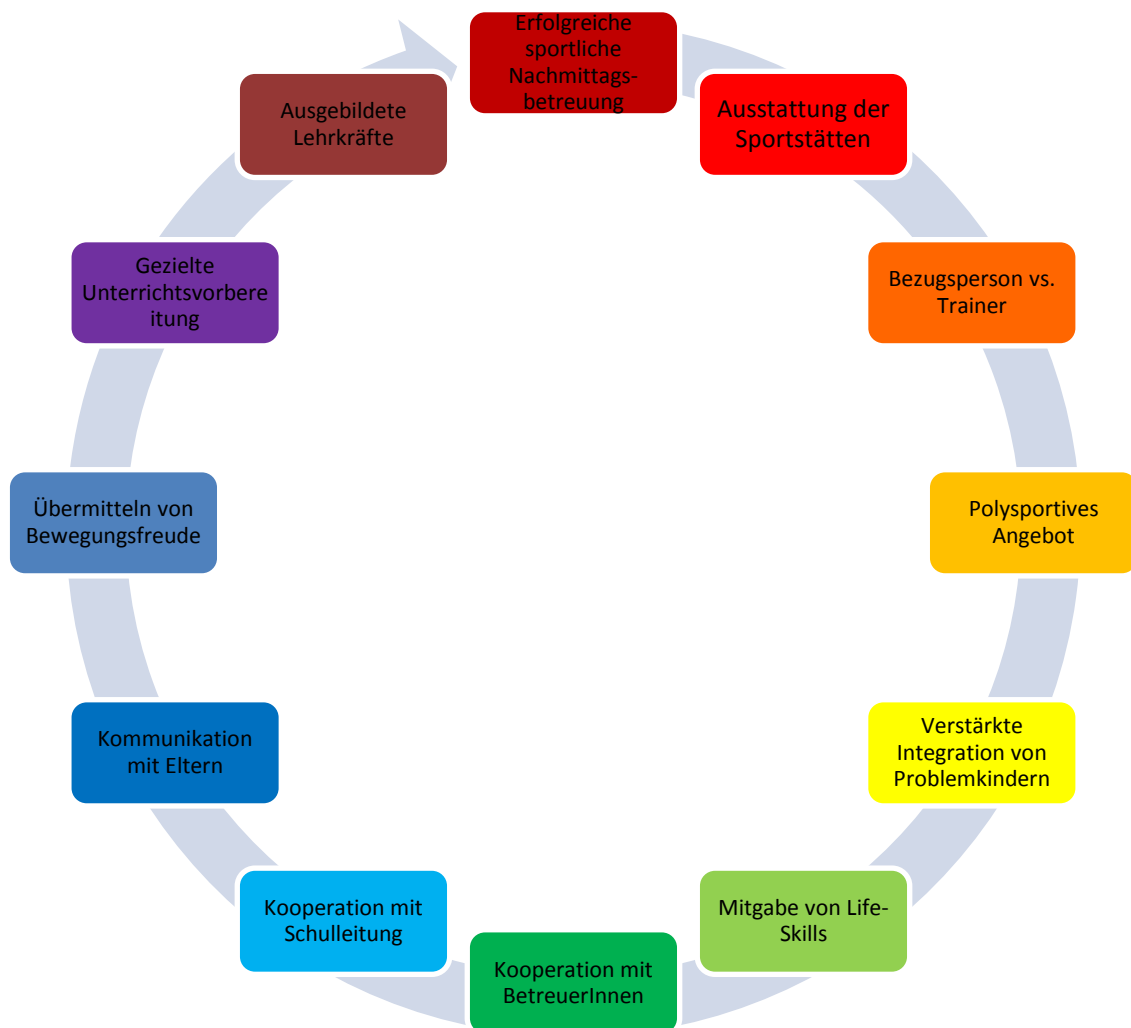 Erfolgreiche
sportliche
Nachmittags-
betreuung
Ausstattung der
Sportstätten
Bezugsperson vs.
Trainer
Polysportives
Angebot
Verstärkte
Integration von
Problemkindern
Mitgabe von Life-
Skills
Kooperation mit
BetreuerInnen
Kooperation mit
Schulleitung
Kommunikation
mit Eltern
Übermitteln von
Bewegungsfreude
Gezielte
Unterrichtsvorbere
itung
Ausgebildete
Lehrkräfte